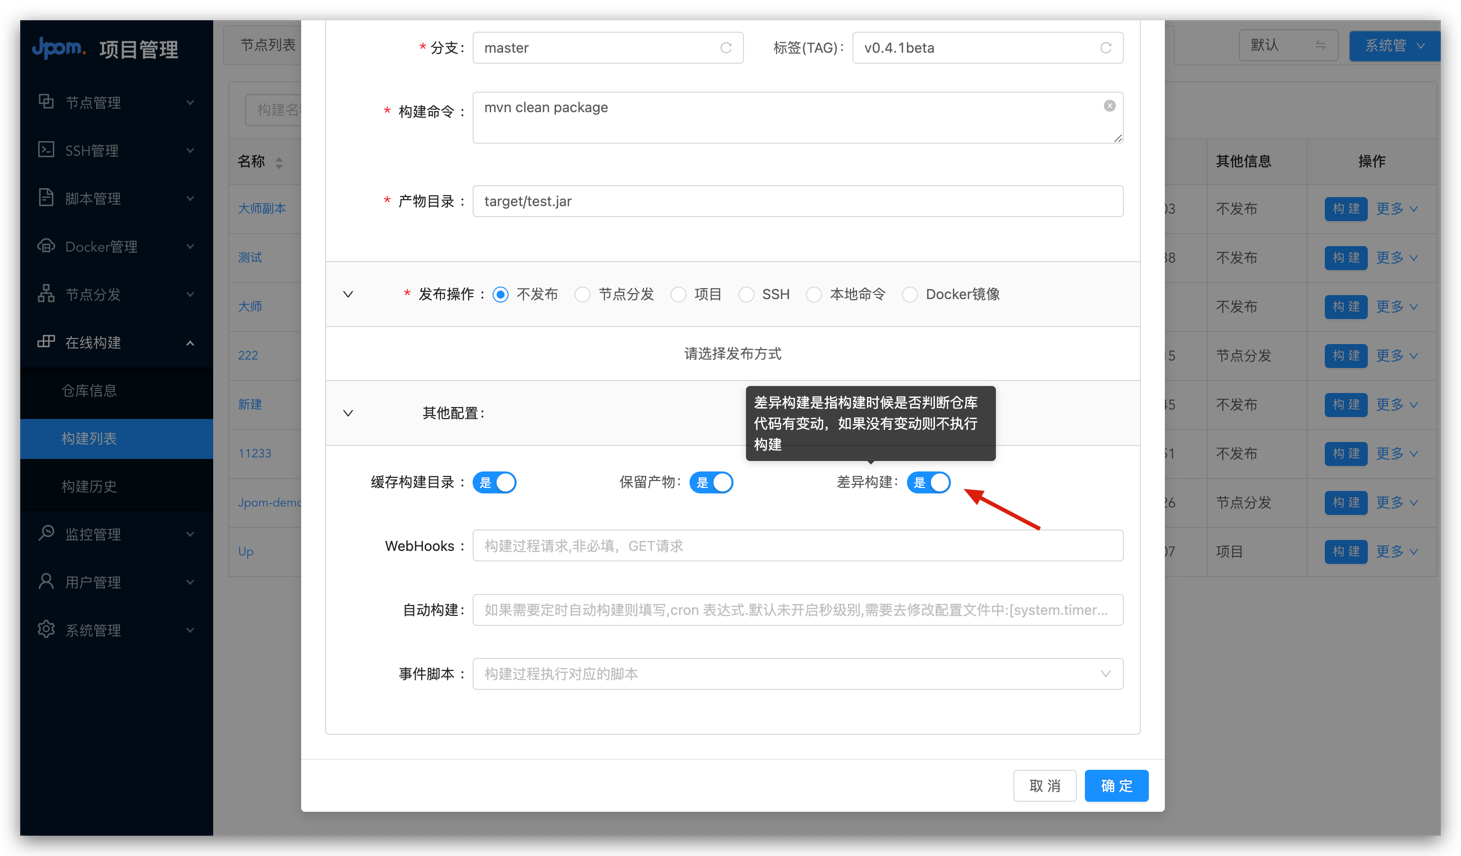 Jpom. 项目管理
节点列表
默认
系统管
* 分支: master
标签(TAG): v0.4.1beta
节点管理
SSH管理
脚本管理
Docker管理
节点分发
在线构建
仓库信息
构建列表
构建历史
监控管理
用户管理
系统管理
构建名
名称
大师副本
测试
大师
222
新建
11233
Jpom-demo
Up
* 构建命令 : mvn clean package
* 产物目录 : target/test.jar
* 发布操作 : 不发布 节点分发 项目 SSH 本地命令 Docker镜像
请选择发布方式
其他配置:
差异构建是指构建时候是否判断仓库
代码有变动，如果没有变动则不执行
构建
缓存构建目录 : 是
保留产物: 是
差异构建: 是
WebHooks : 构建过程请求,非必填，GET请求
自动构建: 如果需要定时自动构建则填写,cron 表达式.默认未开启秒级别,需要去修改配置文件中:[system.timer...
事件脚本 : 构建过程执行对应的脚本
取 消
确 定
其他信息
操作
03 不发布 构 建 更多
38 不发布 构 建 更多
不发布 构 建 更多
5 节点分发 构 建 更多
45 不发布 构 建 更多
51 不发布 构 建 更多
26 节点分发 构 建 更多
07 项目 构 建 更多